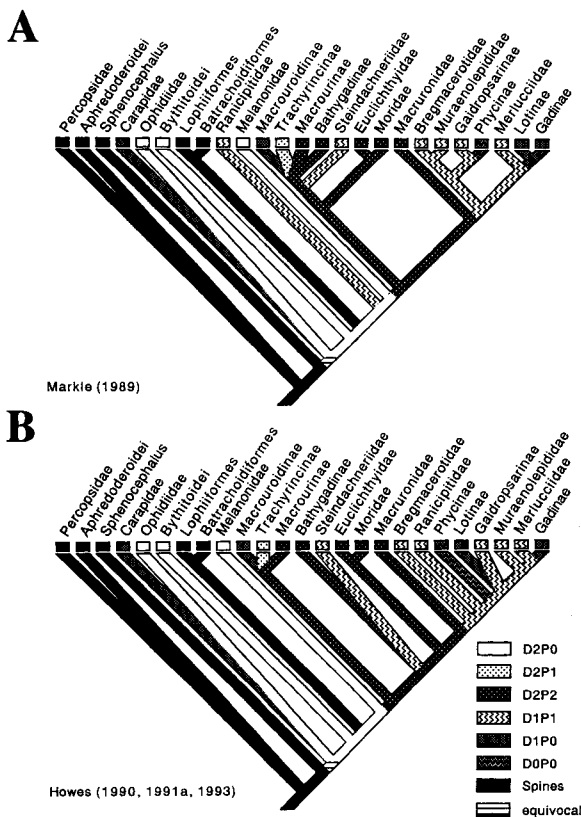 A
Percopsidae
Aphredoderoidei
Sphenocephalus
Carapidae
Ophididae
Bythitoidei
Lophiiformes
Batrachoidiformes
Ranicipitidae
Melanonidae
Macrouroidinae
Trachyrincinae
Macrourinae
Bathygadinae
Steindachneriidae
Euclichthyidae
Moridae
Macruronidae
Bregmacerotidae
Muraenolepididae
Gaidropsarinae
Phycinae
Merlucciidae
Lotinae
Gadinae
Markle (1989)
B
Percopsidae
Aphredoderoidei
Sphenocephalus
Carapidae
Ophididae
Bythitoidei
Lophiiformes
Batrachoidiformes
Melanonidae
Macrouroidinae
Trachyrincinae
Macrourinae
Bathygadinae
Steindachneriidae
Euclichthyidae
Moridae
Macruronidae
Bregmacerotidae
Ranicipitidae
Phycinae
Lotinae
Gaidropsarinae
Muraenolepididae
Merlucciidae
Gadinae
D2P0
D2P1
D2P2
D1P1
D1P0
D0P0
Spines
equivocal
Howes (1990, 1991a, 1993)